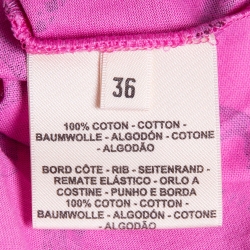 36
100% COTON - COTTON -
BAUMWOLLE - ALGODÓN - COTONE
- ALGODÃO
BORD CÔTE - RIB - SEITENRAND -
REMATE ELÁSTICO - ORLO A
COSTINE - PUNHO E BORDA
100% COTON - COTTON -
BAUMWOLLE - ALGODÓN - COTONE
- ALGODÃO